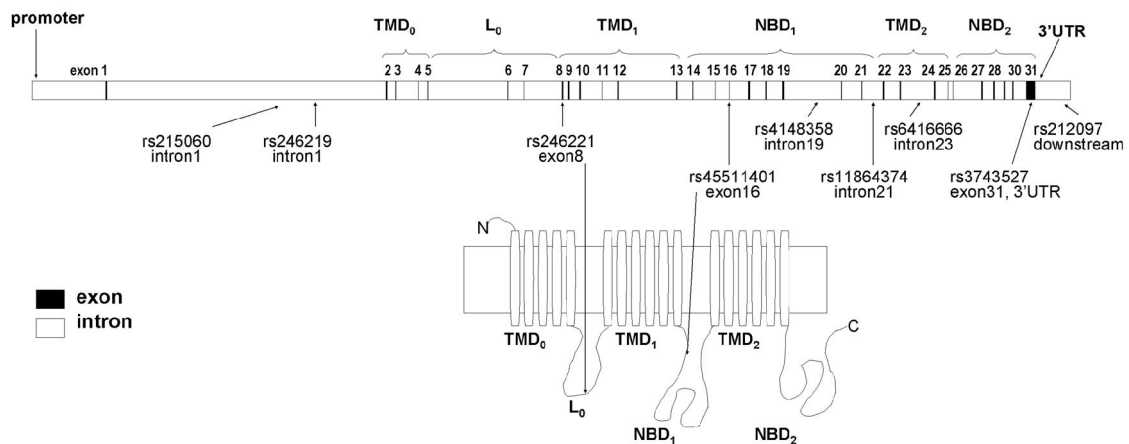 promoter
TMD0 L0 TMD1 NBD1 TMD2 NBD2 3'UTR
exon 1 2 3 4 5 6 7 8 9 10 11 12 13 14 15 16 17 18 19 20 21 22 23 24 25 26 27 28 30 31
rs215060
intron1
rs246219
intron1
rs246221
exon8
rs45511401
exon16
rs4148358
intron19
rs11864374
intron21
rs6416666
intron23
rs3743527
exon31, 3'UTR
rs212097
downstream
N
C
TMD0 TMD1 TMD2
L0 NBD1 NBD2
exon
intron